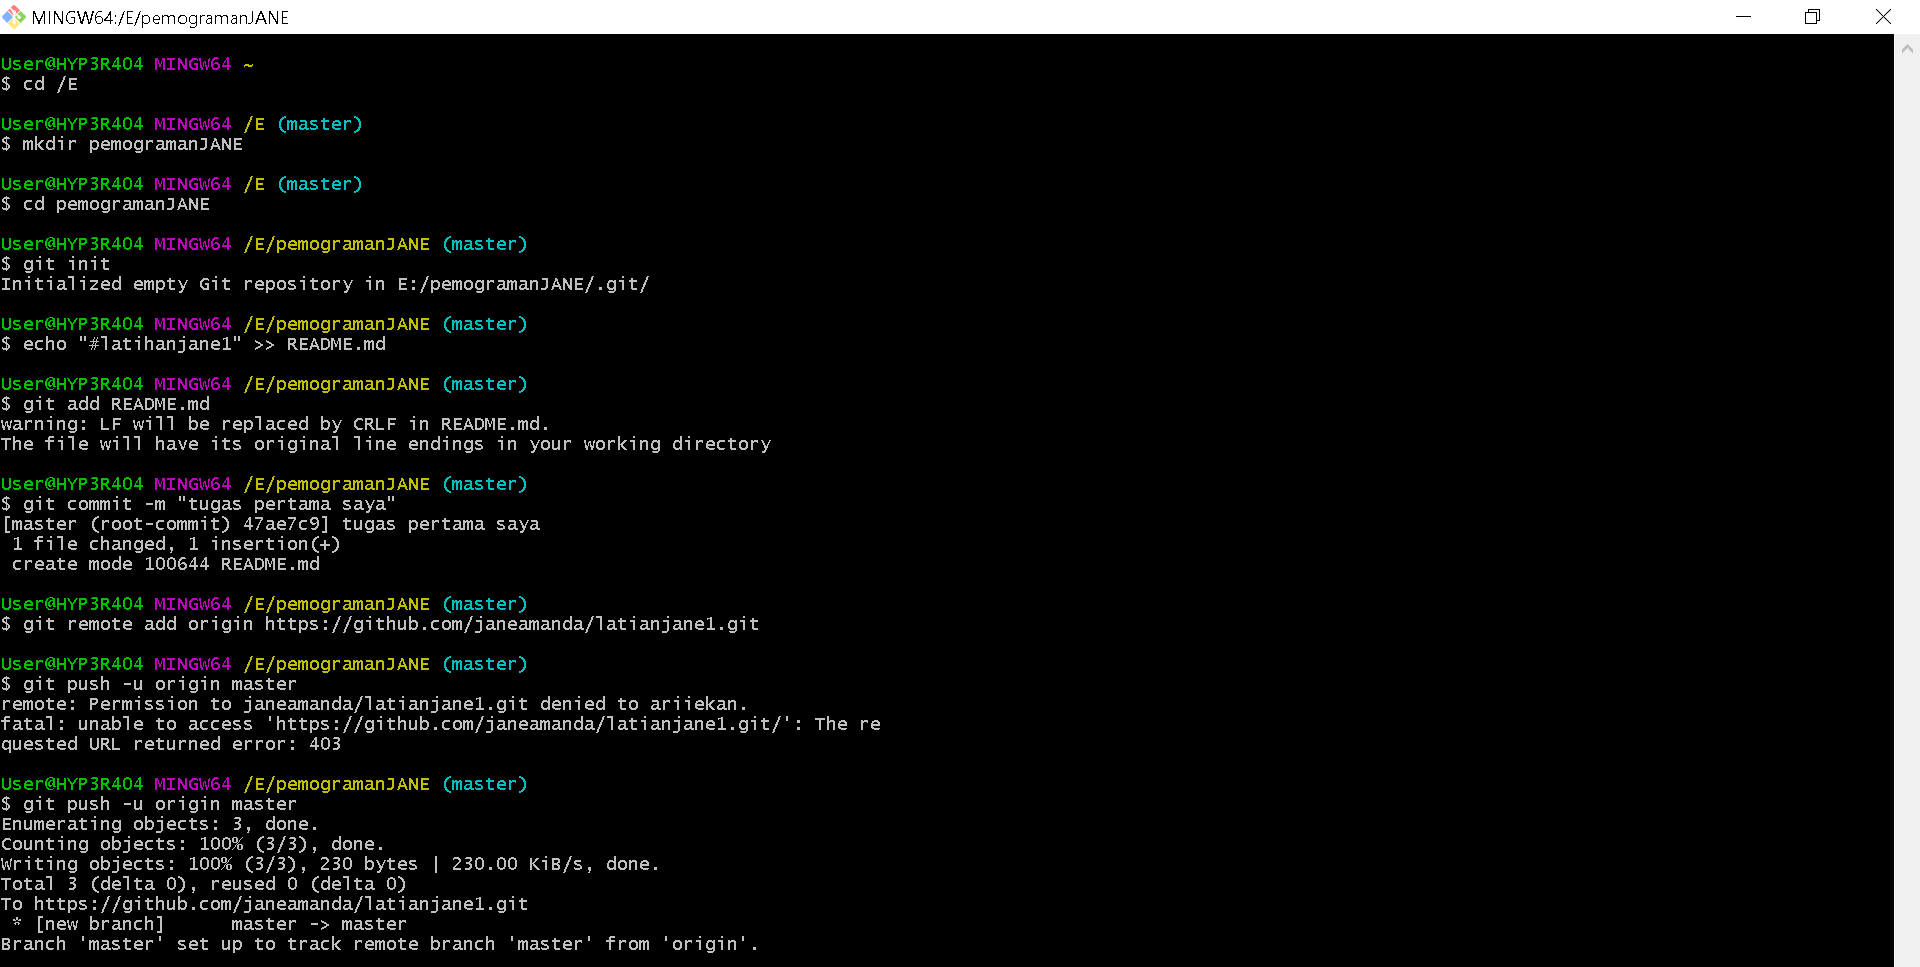 MINGW64:/E/pemogramanJANE
User@HYP3R404 MINGW64 ~
$ cd /E
User@HYP3R404 MINGW64 /E (master)
$ mkdir pemogramanJANE
User@HYP3R404 MINGW64 /E (master)
$ cd pemogramanJANE
User@HYP3R404 MINGW64 /E/pemogramanJANE (master)
$ git init
Initialized empty Git repository in E:/pemogramanJANE/.git/
User@HYP3R404 MINGW64 /E/pemogramanJANE (master)
$ echo "#latihanjane1" >> README.md
User@HYP3R404 MINGW64 /E/pemogramanJANE (master)
$ git add README.md
warning: LF will be replaced by CRLF in README.md.
The file will have its original line endings in your working directory
User@HYP3R404 MINGW64 /E/pemogramanJANE (master)
$ git commit -m "tugas pertama saya"
[master (root-commit) 47ae7c9] tugas pertama saya
 1 file changed, 1 insertion(+)
 create mode 100644 README.md
User@HYP3R404 MINGW64 /E/pemogramanJANE (master)
$ git remote add origin https://github.com/janeamanda/latianjane1.git
User@HYP3R404 MINGW64 /E/pemogramanJANE (master)
$ git push -u origin master
remote: Permission to janeamanda/latianjane1.git denied to ariiekan.
fatal: unable to access 'https://github.com/janeamanda/latianjane1.git/': The re
quested URL returned error: 403
User@HYP3R404 MINGW64 /E/pemogramanJANE (master)
$ git push -u origin master
Enumerating objects: 3, done.
Counting objects: 100% (3/3), done.
Writing objects: 100% (3/3), 230 bytes | 230.00 KiB/s, done.
Total 3 (delta 0), reused 0 (delta 0)
To https://github.com/janeamanda/latianjane1.git
 * [new branch]      master -> master
Branch 'master' set up to track remote branch 'master' from 'origin'.